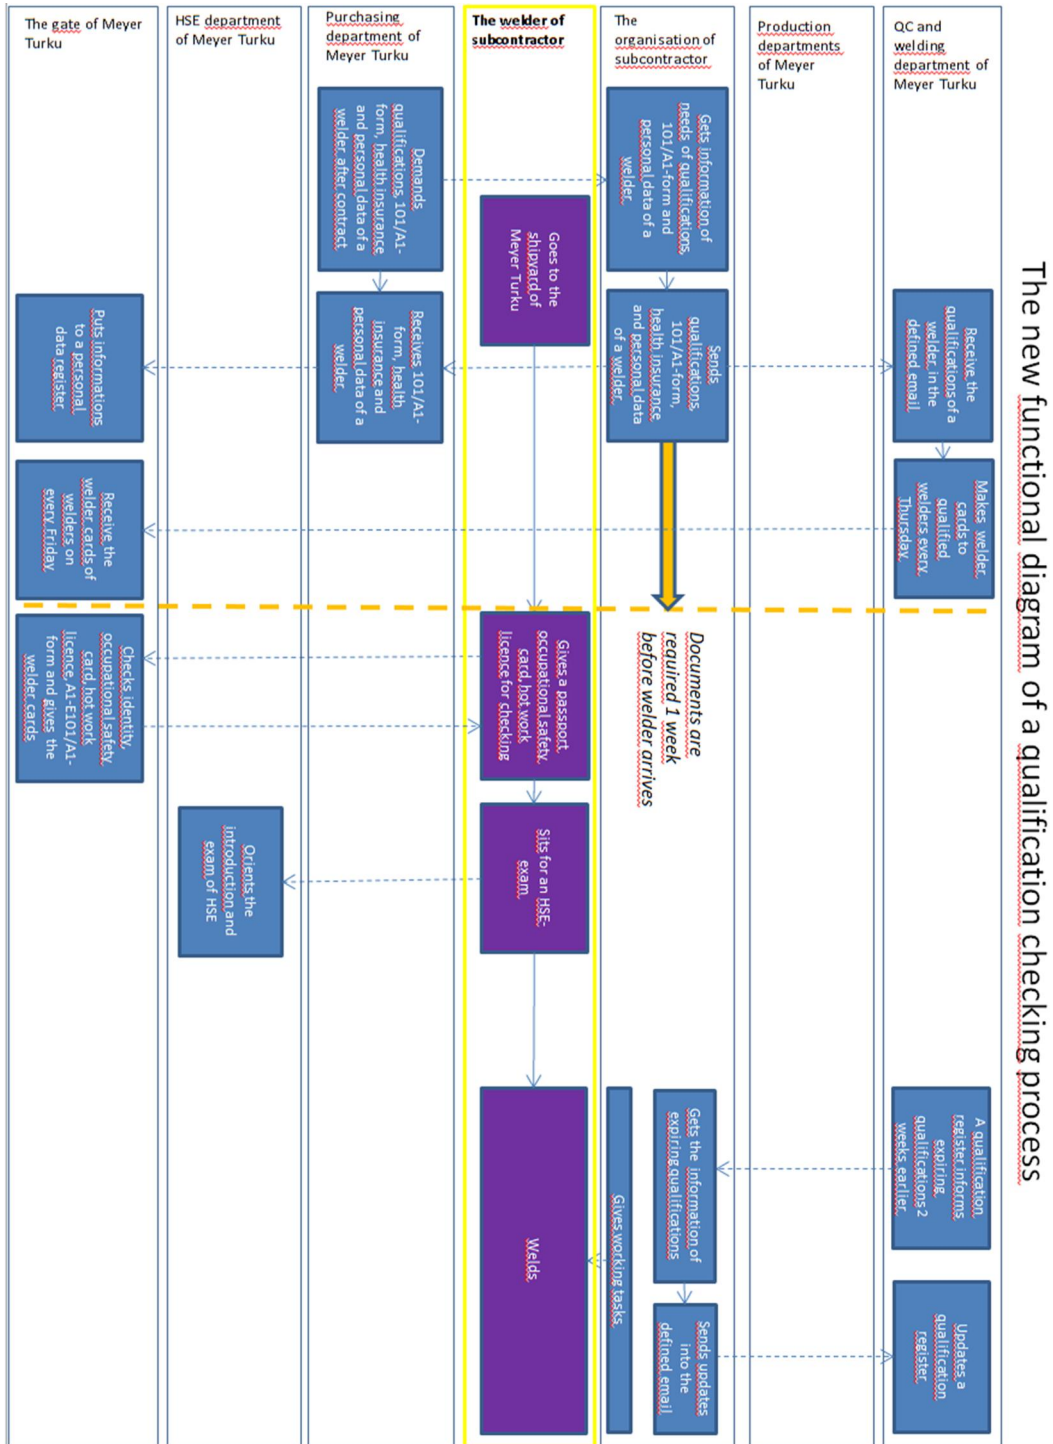 The new functional diagram of a qualification checking process
The gate of Meyer
Turku
HSE department
of Meyer Turku
Purchasing
department of
Meyer Turku
The welder of
subcontractor
The
organisation of
subcontractor
Production
departments
of Meyer
Turku
QC and
welding
department of
Meyer Turku
Demands
qualifications, 101/A1-
form, health insurance
and personal data of a
welder after contract
Gets information of
needs of qualifications,
101/A1-form and
personal data of a
welder
Goes to the
shipyard of
Meyer Turku
Puts informations
to a personal
data register
Receives 101/A1-
form, health
insurance and
personal data of a
welder
Sends
qualifications,
101/A1-form,
health insurance
and personal data
of a welder
Receive the
qualifications of a
welder in the
defined email
Receive the
welder cards of
welders on
every Friday
Makes welder
cards to
qualified
welders every
Thursday
Checks identity,
occupational safety
card, hot work
licence, A1-E101/A1-
form and gives the
welder cards
Gives a passport
occupational safety
card, hot work
licence for checking
Documents are
required 1 week
before welder arrives
Orients the
introduction and
exam of HSE
Sits for an HSE-
exam
Welds
Gives working tasks
Gets the information of
expiring qualifications
A qualification
register informs
expiring
qualifications 2
weeks earlier
Sends updates
into the
defined email
Updates a
qualification
register